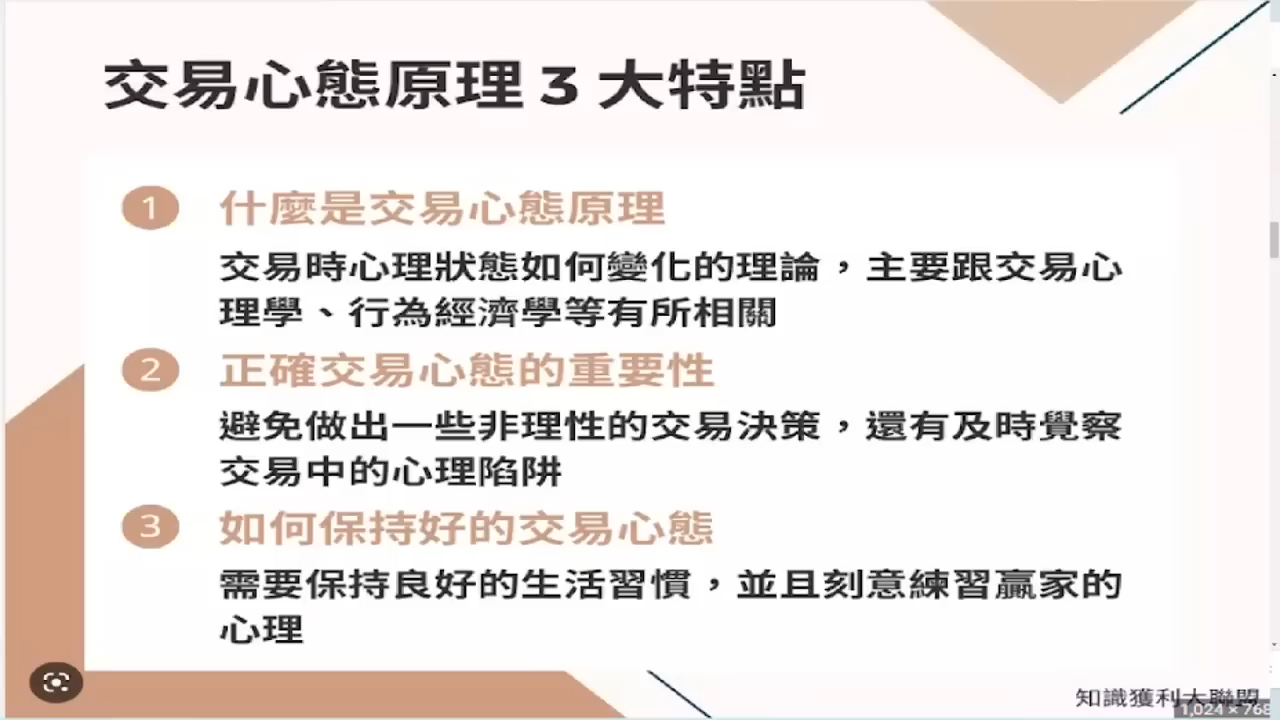 交易心態原理 3 大特點
1 什麼是交易心態原理
交易時心理狀態如何變化的理論，主要跟交易心
理學、行為經濟學等有所相關
2 正確交易心態的重要性
避免做出一些非理性的交易決策，還有及時覺察
交易中的心理陷阱
3 如何保持好的交易心態
需要保持良好的生活習慣，並且刻意練習贏家的
心理
知識獲利大聯盟
1,024 × 768